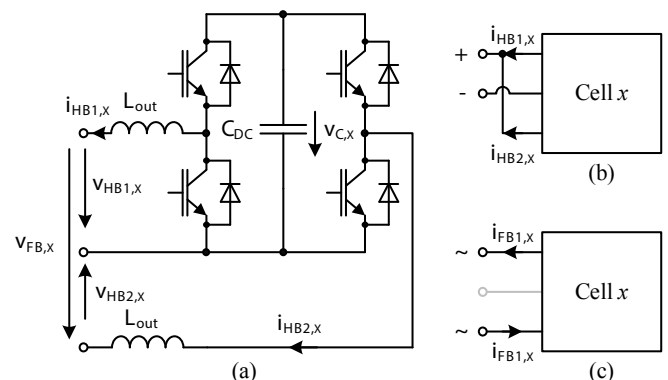 i_HB1,x
L_out
C_DC
v_C,x
v_HB1,x
v_FB,x
v_HB2,x
L_out
i_HB2,x
(a)
i_HB1,x
+
-
Cell x
i_HB2,x
(b)
i_FB1,x
~
Cell x
~
i_FB1,x
(c)